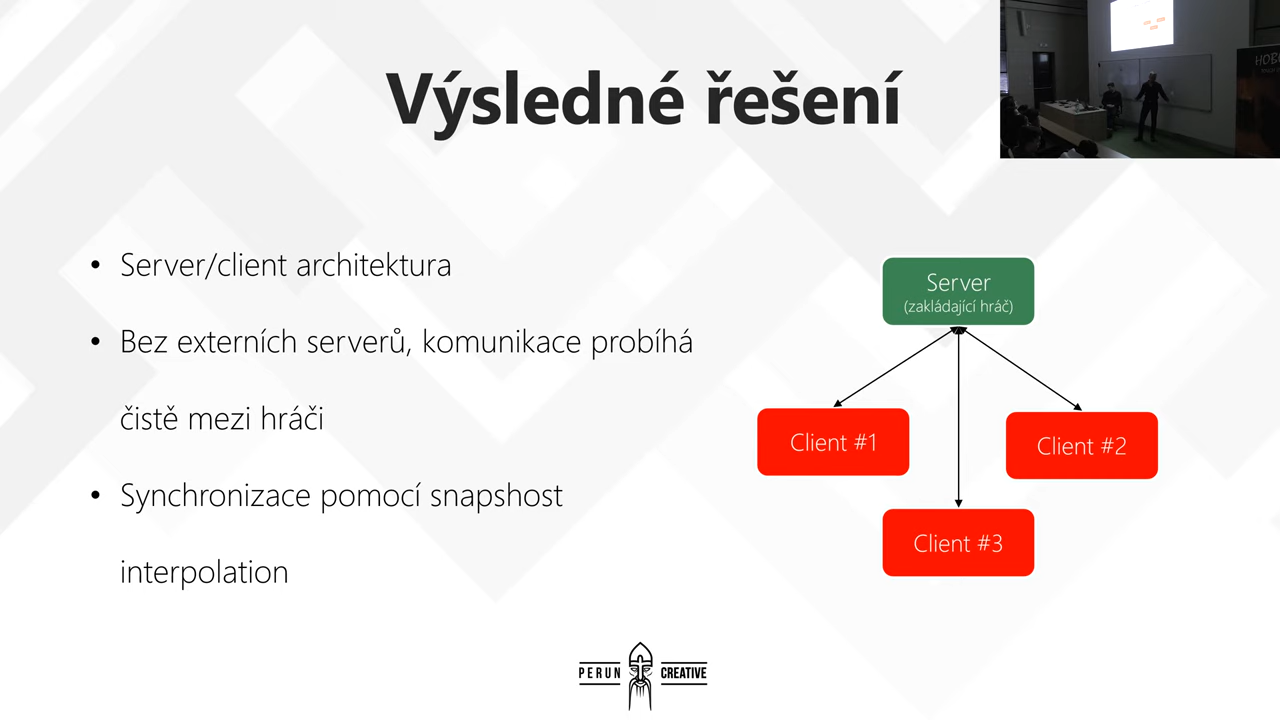 Výsledné řešení
• Server/client architektura
• Bez externích serverů, komunikace probíhá
čistě mezi hráči
• Synchronizace pomocí snapshost
interpolation
Server
(zakládající hráč)
Client #1
Client #2
Client #3
PERUN CREATIVE